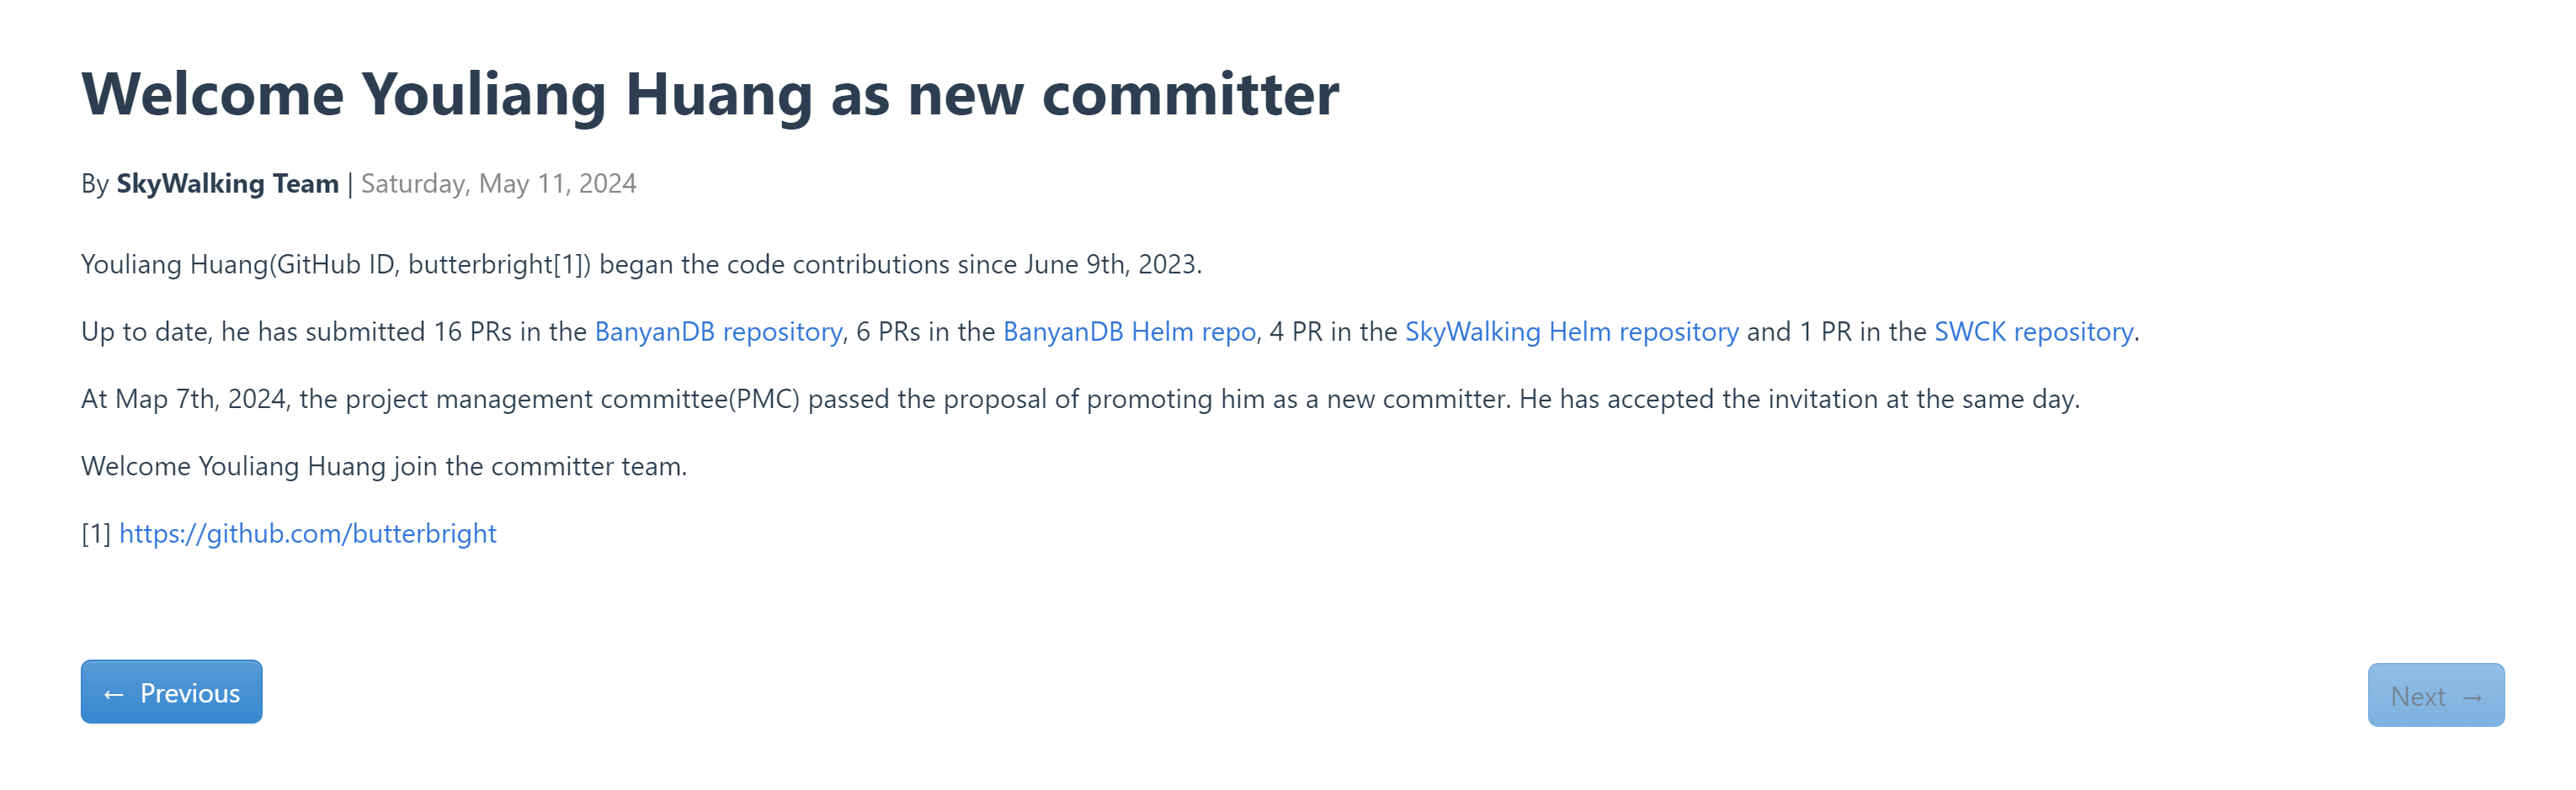 Welcome Youliang Huang as new committer
By SkyWalking Team | Saturday, May 11, 2024
Youliang Huang(GitHub ID, butterbright[1]) began the code contributions since June 9th, 2023.
Up to date, he has submitted 16 PRs in the BanyanDB repository, 6 PRs in the BanyanDB Helm repo, 4 PR in the SkyWalking Helm repository and 1 PR in the SWCK repository.
At Map 7th, 2024, the project management committee(PMC) passed the proposal of promoting him as a new committer. He has accepted the invitation at the same day.
Welcome Youliang Huang join the committer team.
[1] https://github.com/butterbright
← Previous
Next →